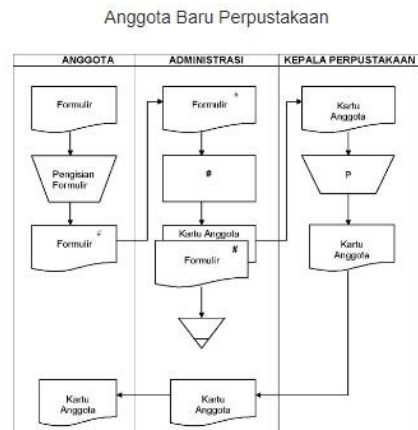 Anggota Baru Perpustakaan
ANGGOTA
ADMINISTRASI
KEPALA PERPUSTAKAAN
Formulir
Formulir
*
Kartu
Anggota
Pengisian
Formulir
#
P
Formulir
#
Kartu Anggota
#
Formulir
Kartu
Anggota
Kartu
Anggota
Kartu
Anggota